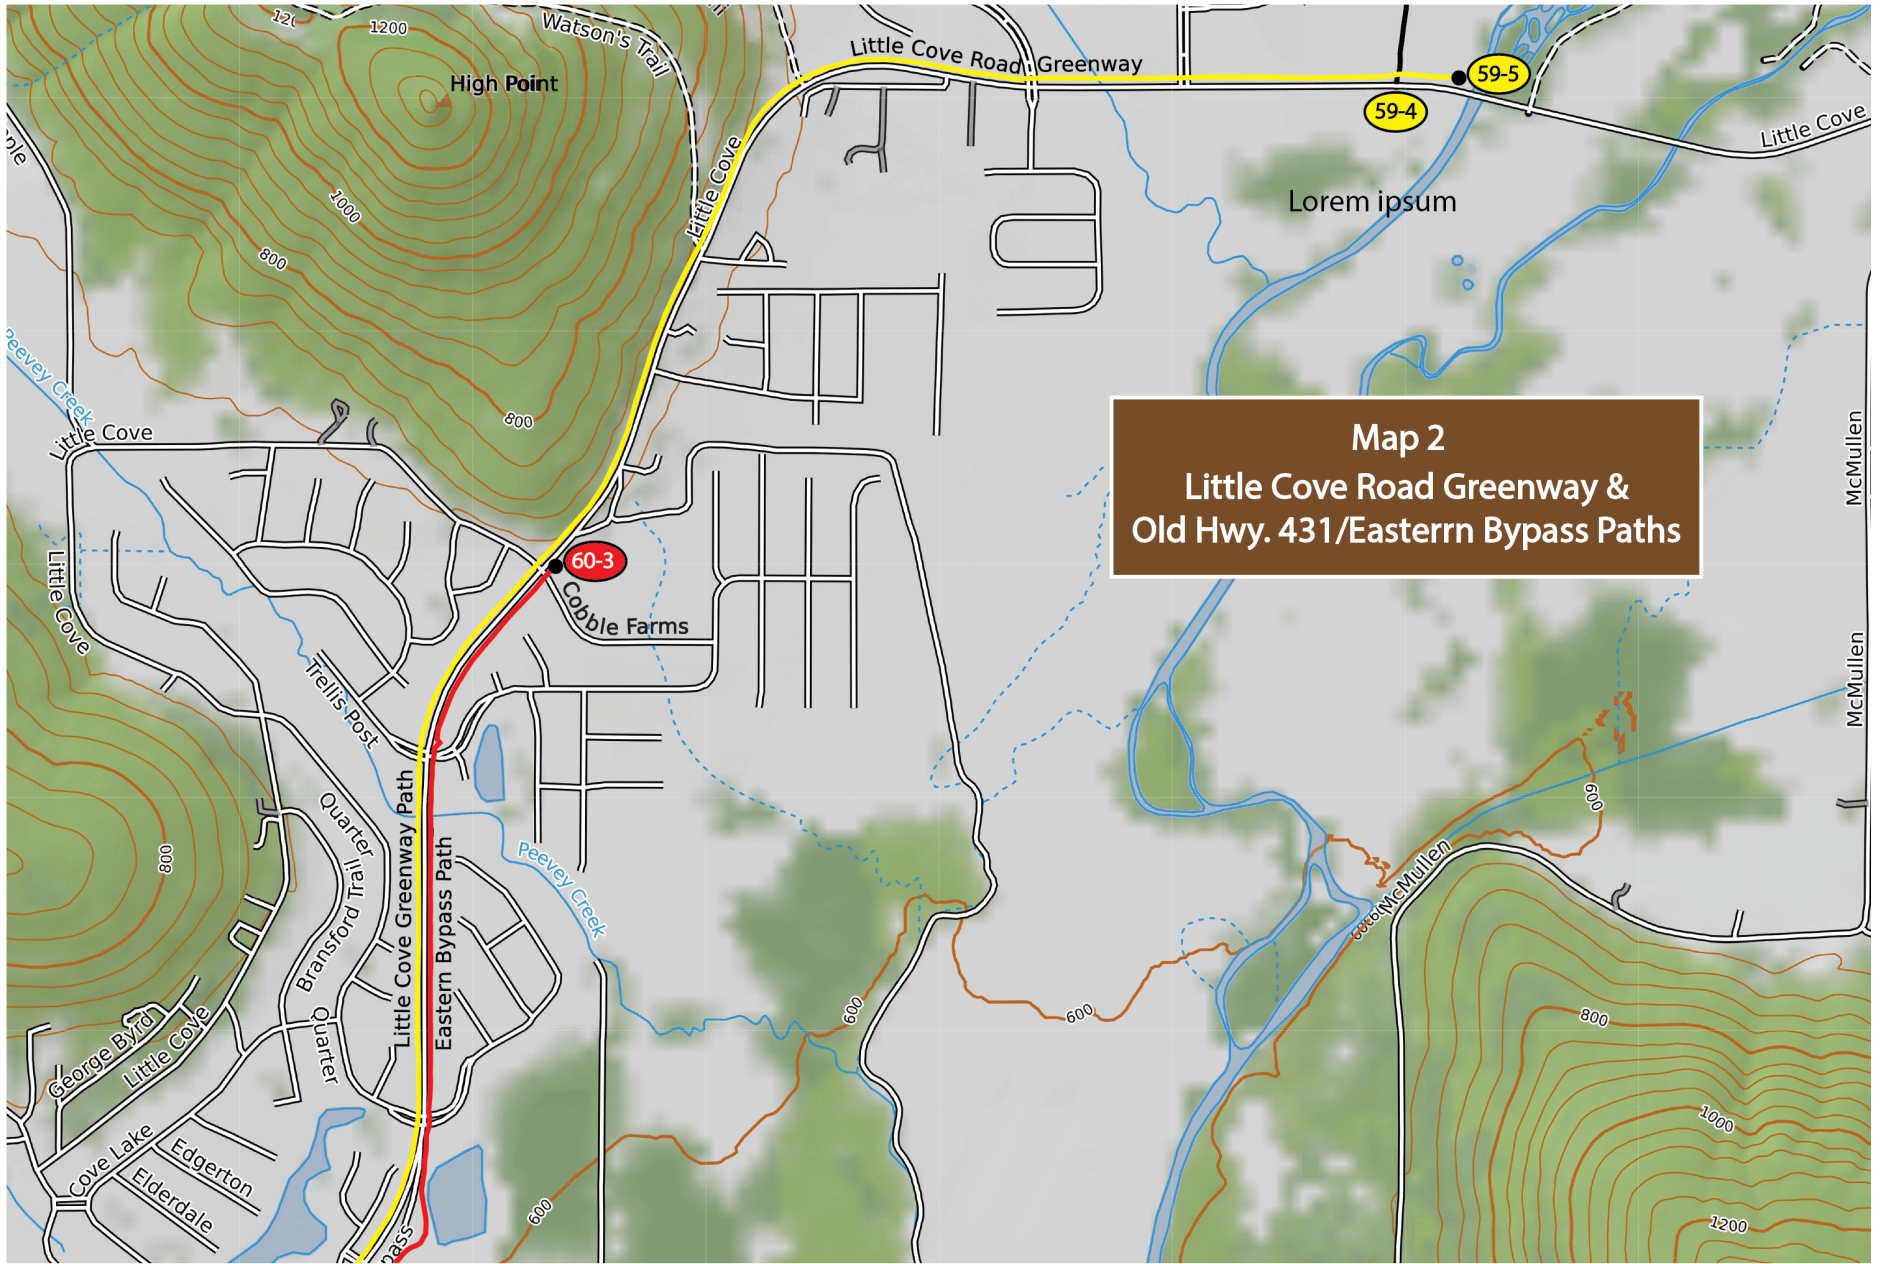 120
1200
High Point
Watson's Trail
Little Cove Road Greenway
59-5
59-4
Little Cove
Little Cove
Lorem ipsum
1000
800
Peevey Creek
800
Little Cove
Map 2
Little Cove Road Greenway &
Old Hwy. 431/Easterrn Bypass Paths
McMullen
60-3
Cobble Farms
Little Cove
Trellis Post
McMullen
Little Cove Greenway Path
Eastern Bypass Path
Quarter
800
Bransford Trail
Peevey Creek
600
McMullen
600
600
600
800
Quarter
George Byrd
Little Cove
1000
Cove Lake
Edgerton
Elderdale
600
1200
pass